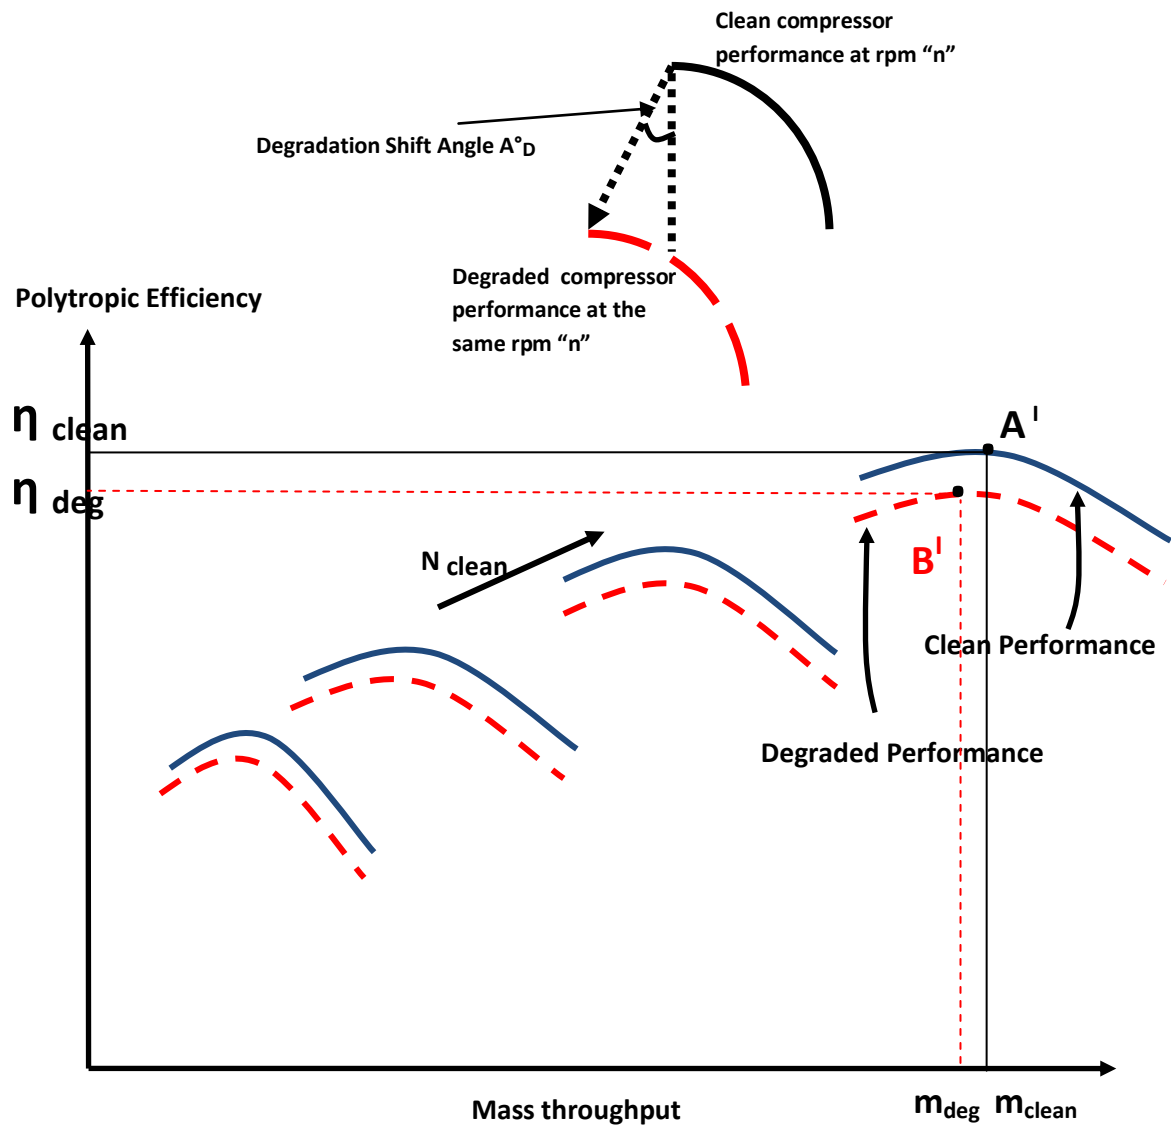 Clean compressor
performance at rpm “n”
Degradation Shift Angle A°D
Degraded compressor
performance at the
same rpm “n”
Polytropic Efficiency
η clean
A'
η deg
N clean
B'
Clean Performance
Degraded Performance
Mass throughput
mdeg mclean